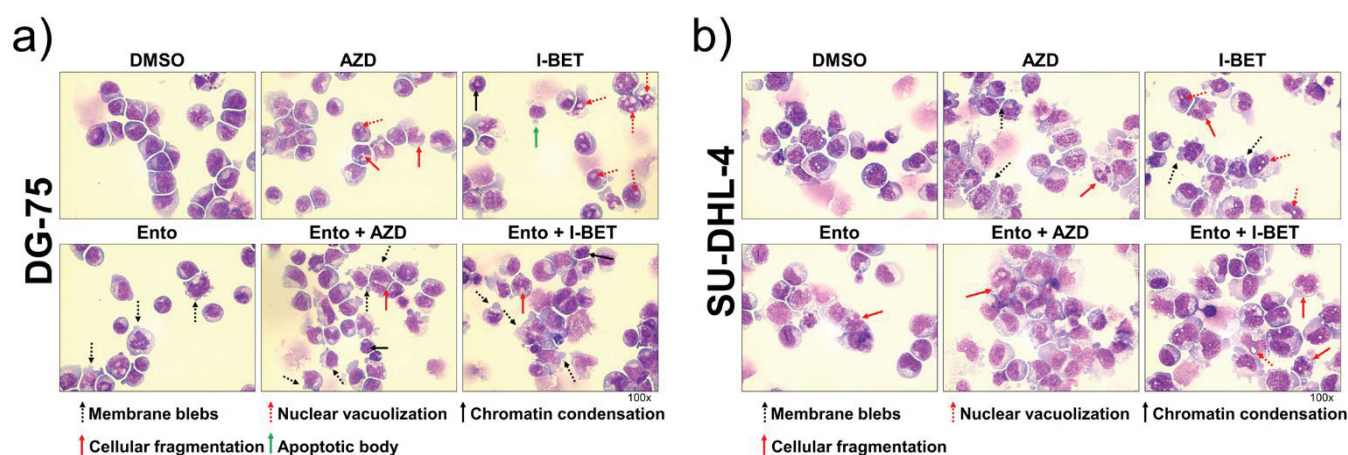 a)
DMSO
AZD
I-BET
DG-75
Ento
Ento + AZD
Ento + I-BET
100x
Membrane blebs
Nuclear vacuolization
Chromatin condensation
Cellular fragmentation
Apoptotic body
b)
DMSO
AZD
I-BET
SU-DHL-4
Ento
Ento + AZD
Ento + I-BET
100x
Membrane blebs
Nuclear vacuolization
Chromatin condensation
Cellular fragmentation